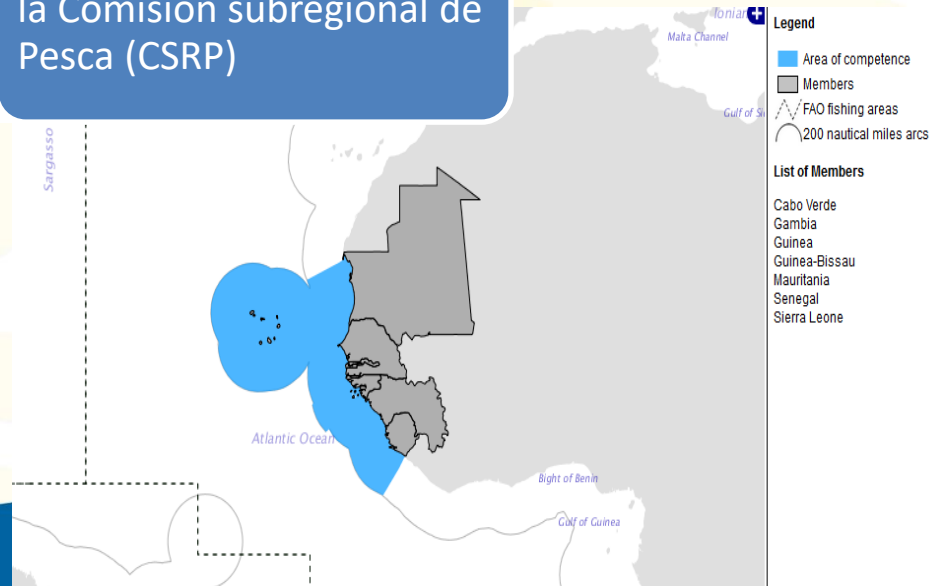 la Comisión subregional de
Pesca (CSRP)
Ionian
Malta Channel
Gulf of
Sargasso
Atlantic Ocean
Bight of Benin
Gulf of Guinea
Legend
Area of competence
Members
FAO fishing areas
200 nautical miles arcs
List of Members
Cabo Verde
Gambia
Guinea
Guinea-Bissau
Mauritania
Senegal
Sierra Leone